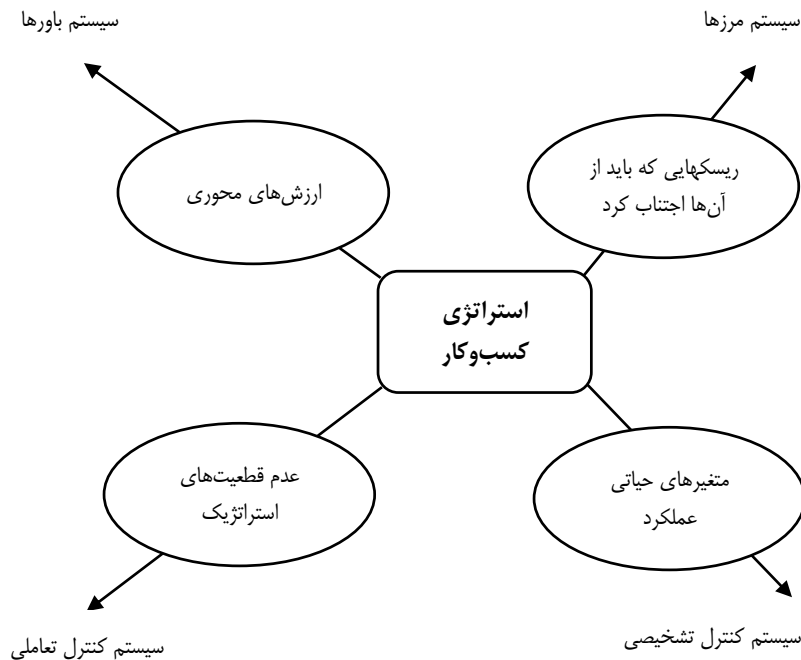 سیستم مرزها
سیستم باورها
ریسکهایی که باید از
آن‌ها اجتناب کرد
ارزش‌های محوری
استراتژی
کسب‌وکار
متغیرهای حیاتی
عملکرد
عدم قطعیت‌های
استراتژیک
سیستم کنترل تشخیصی
سیستم کنترل تعاملی